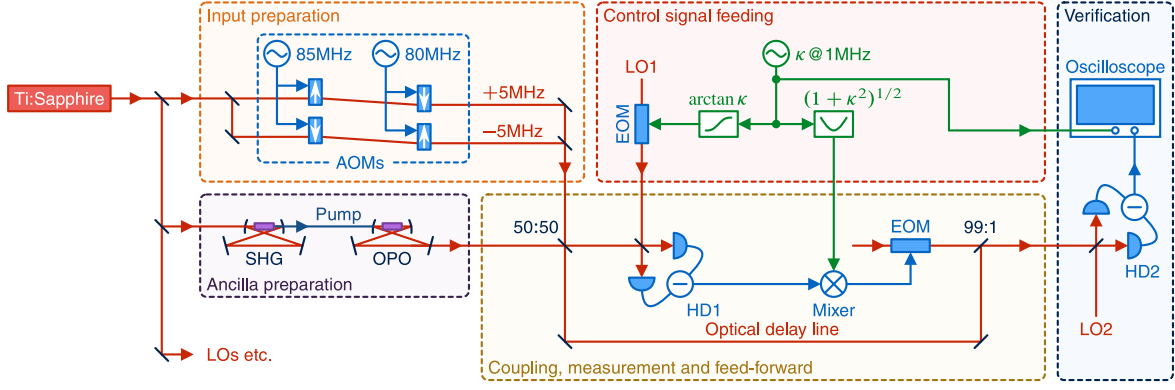 Input preparation
Control signal feeding
Verification
85MHz
80MHz
κ@1MHz
Oscilloscope
LO1
Ti:Sapphire
+5MHz
arctan κ
(1 + κ²)^1/2
EOM
−5MHz
AOMs
Pump
50:50
EOM
99:1
SHG
OPO
HD2
Ancilla preparation
HD1
Mixer
Optical delay line
LO2
LOs etc.
Coupling, measurement and feed-forward